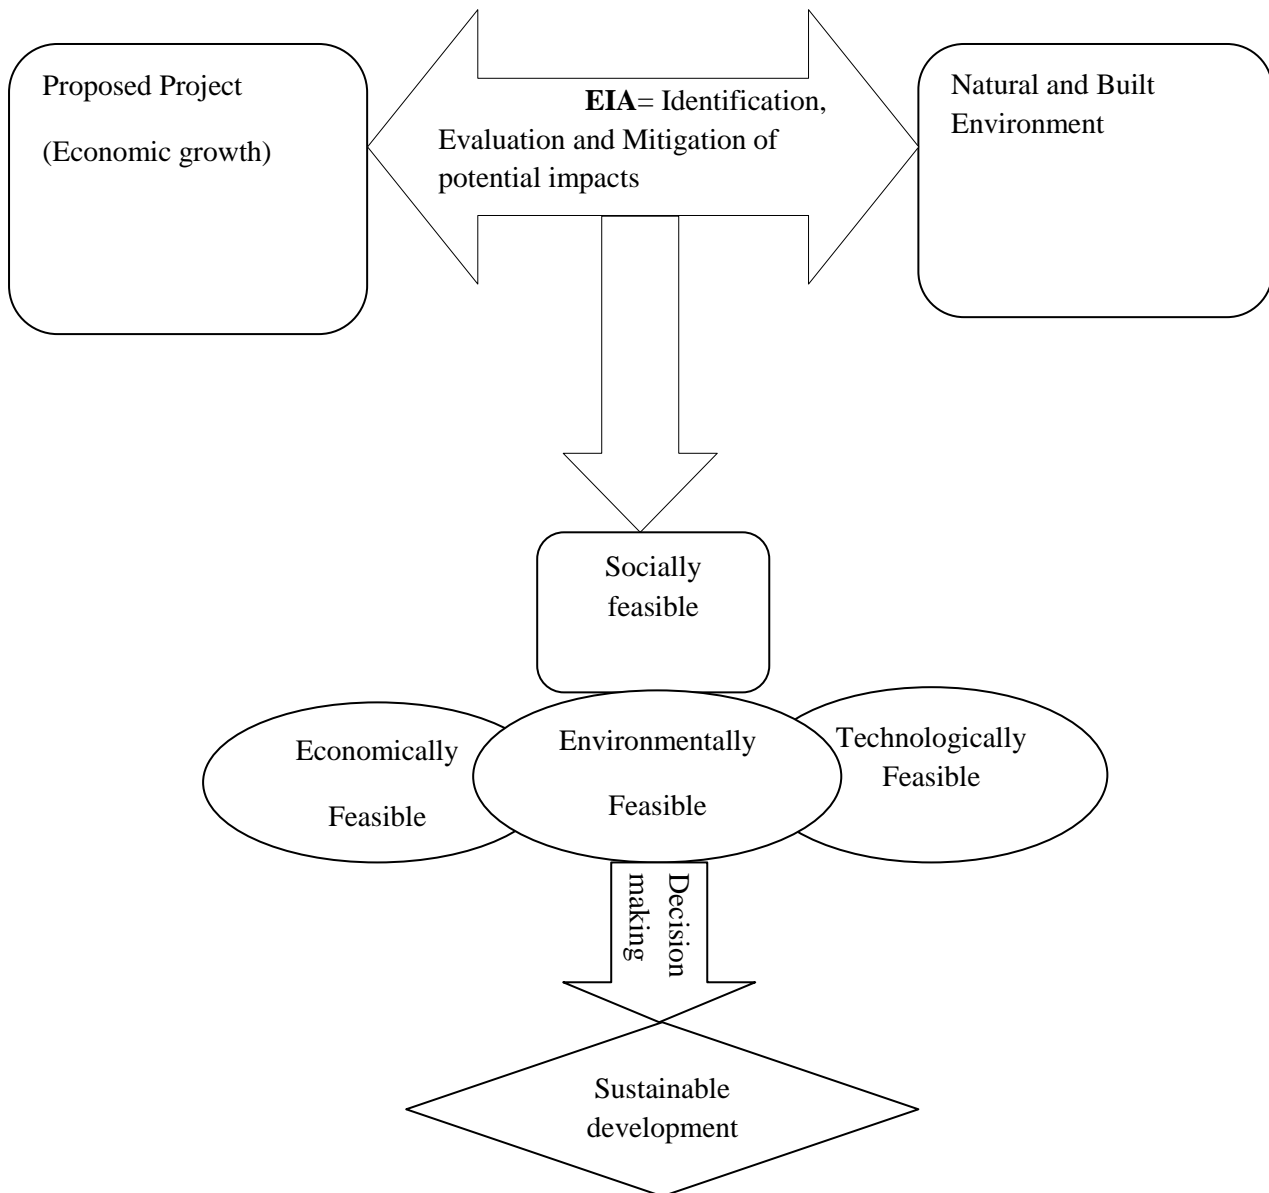 Proposed Project
(Economic growth)
EIA= Identification,
Evaluation and Mitigation of
potential impacts
Natural and Built
Environment
Socially
feasible
Economically
Feasible
Environmentally
Feasible
Technologically
Feasible
Decision
making
Sustainable
development